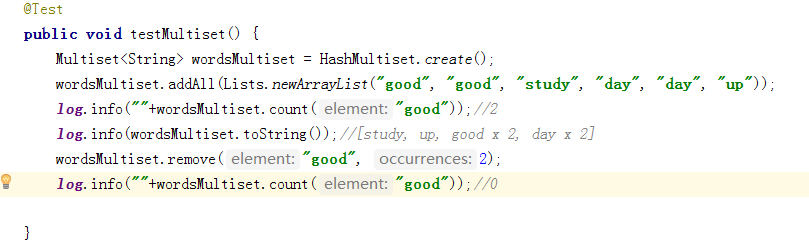 @Test
public void testMultiset() {
Multiset<String> wordsMultiset = HashMultiset.create();
wordsMultiset.addAll(Lists.newArrayList("good", "good", "study", "day", "day", "up"));
log.info(""+wordsMultiset.count( element: "good"));//2
log.info(wordsMultiset.toString());//[study, up, good x 2, day x 2]
wordsMultiset.remove( element: "good", occurrences: 2);
log.info(""+wordsMultiset.count( element: "good"));//0
}